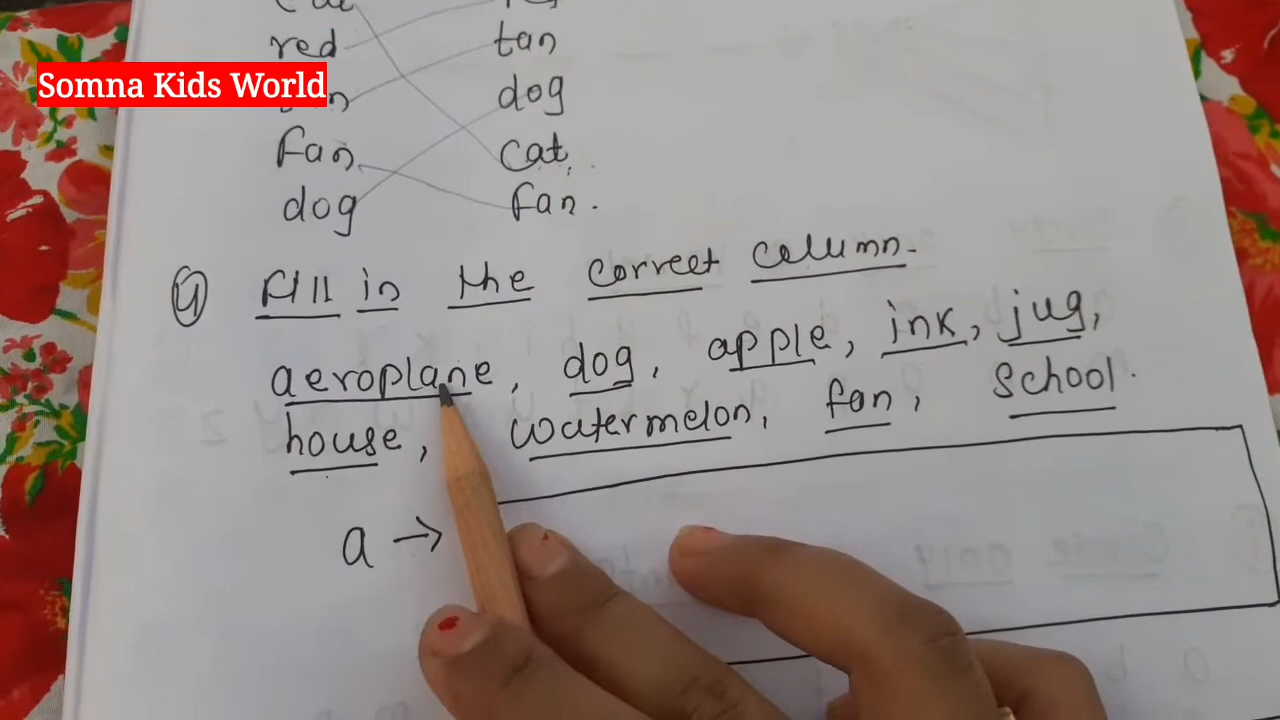 red tan
Somna Kids World
dog
fan cat
dog fan.
4 Fill in the correct column.
aeroplane, dog, apple, ink, jug,
house, watermelon, fan, School.
a →